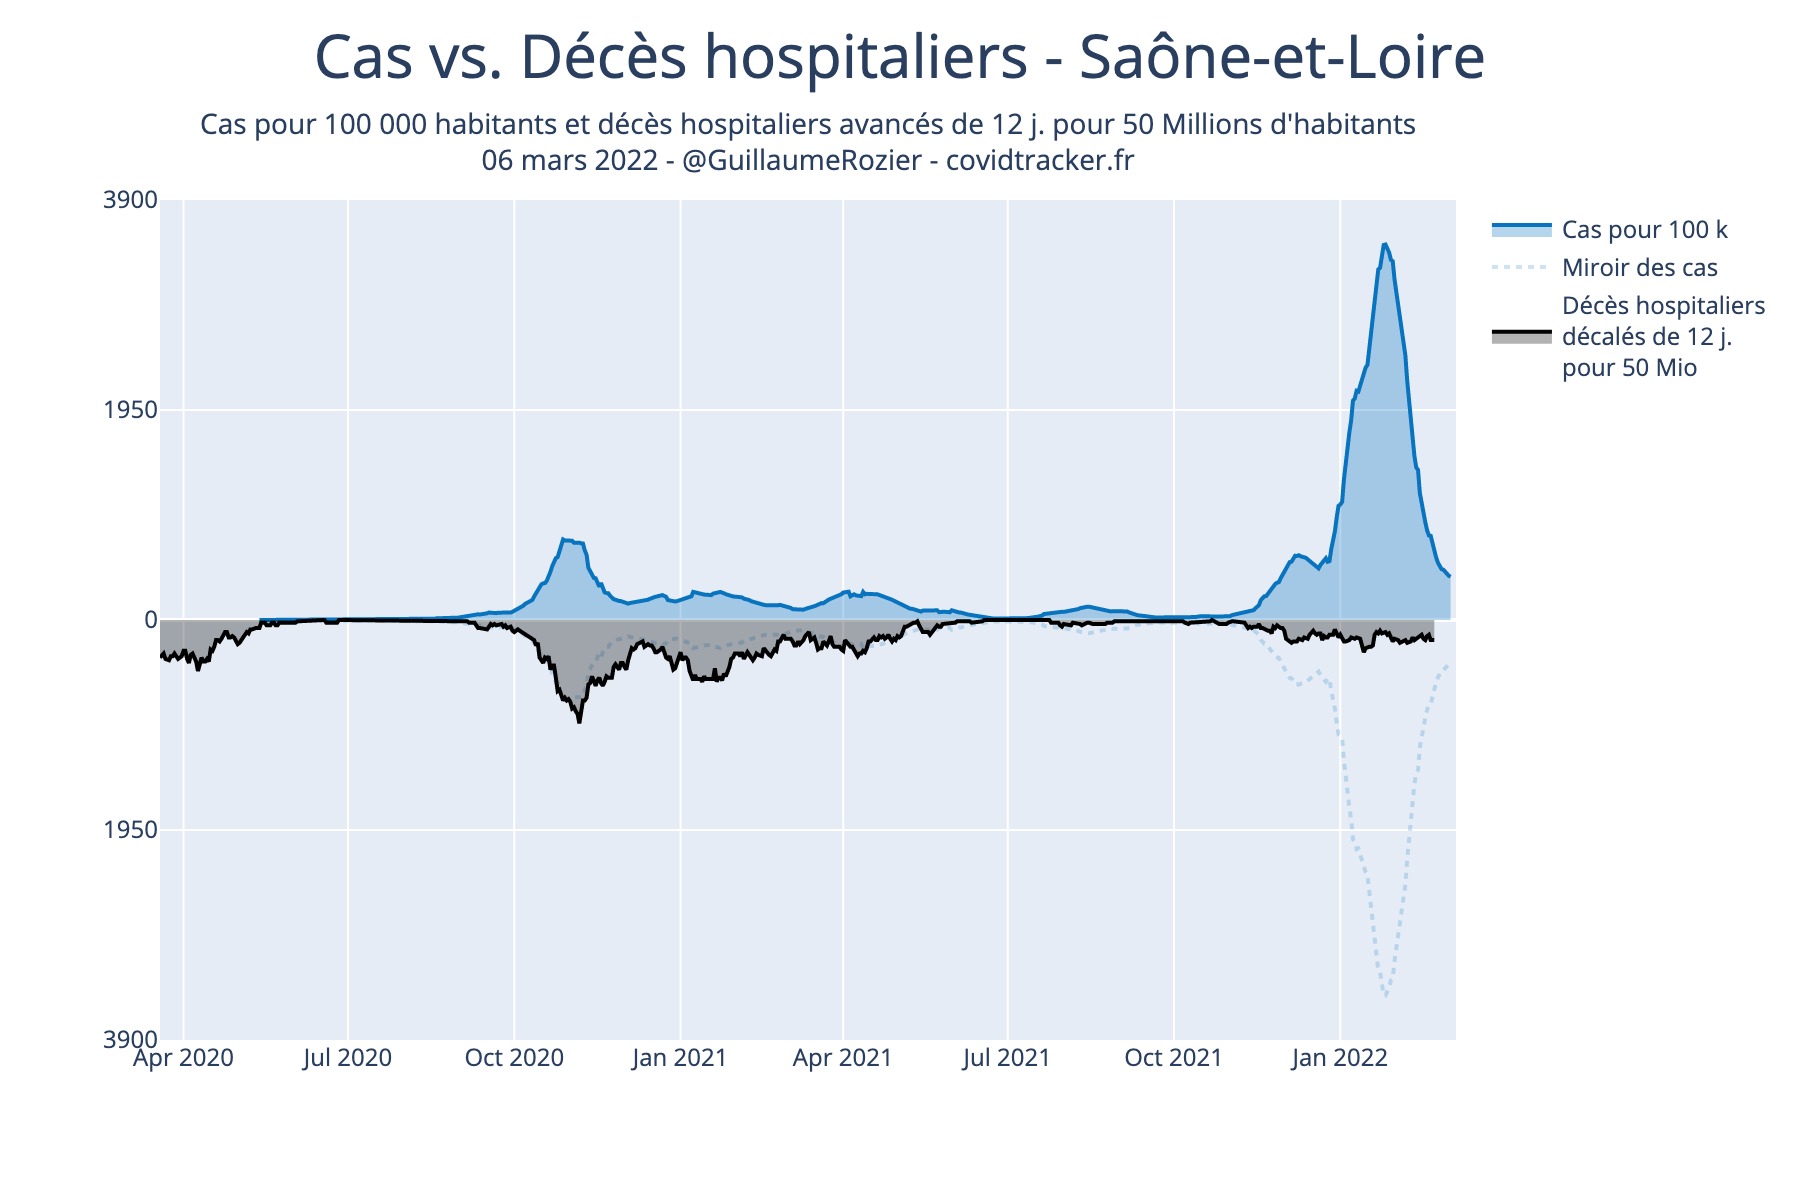 Cas vs. Décès hospitaliers - Saône-et-Loire
Cas pour 100 000 habitants et décès hospitaliers avancés de 12 j. pour 50 Millions d'habitants
06 mars 2022 - @GuillaumeRozier - covidtracker.fr
3900
1950
0
1950
3900
Apr 2020
Jul 2020
Oct 2020
Jan 2021
Apr 2021
Jul 2021
Oct 2021
Jan 2022
Cas pour 100 k
Miroir des cas
Décès hospitaliers
décalés de 12 j.
pour 50 Mio